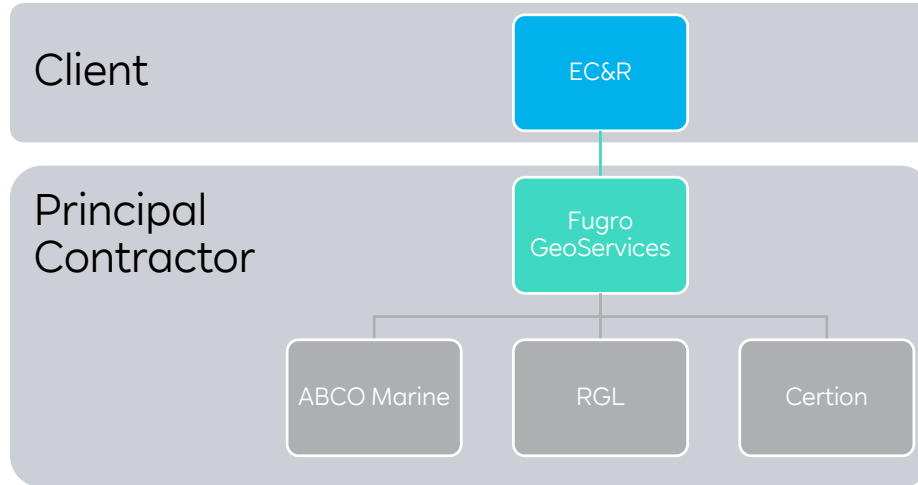 Client
EC&R
Principal
Contractor
Fugro
GeoServices
ABCO Marine
RGL
Certion